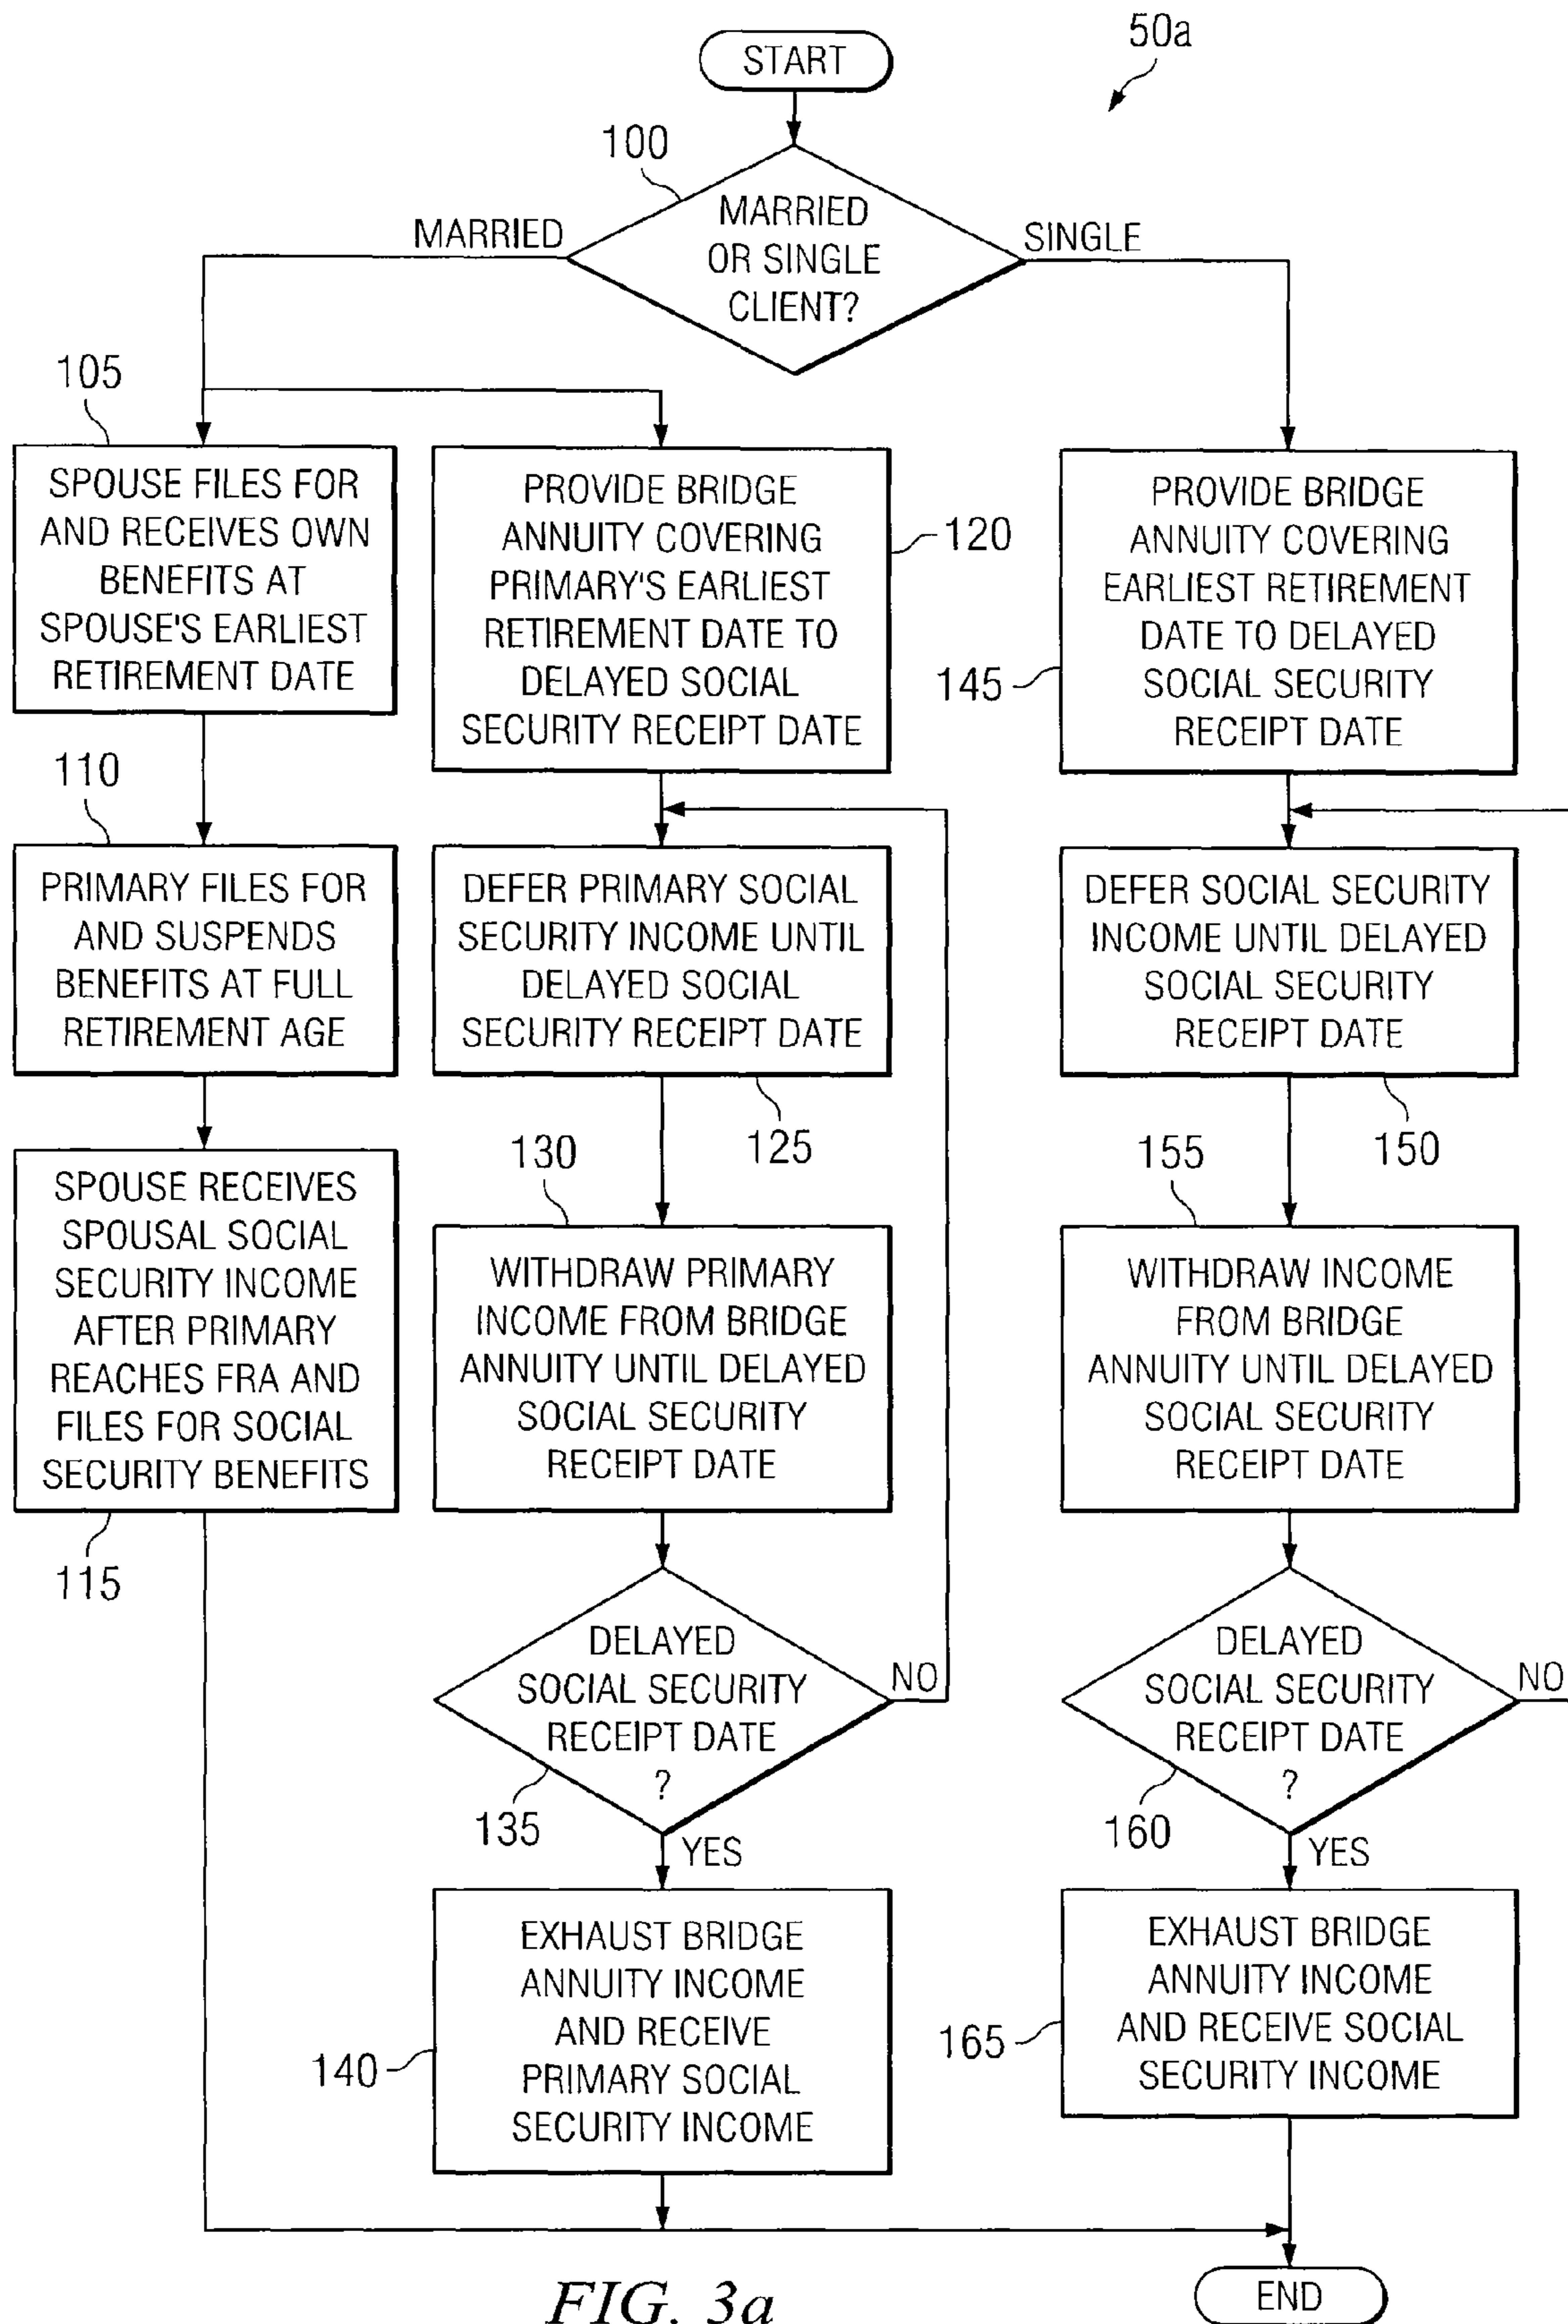 50a
START
100
MARRIED
OR SINGLE
CLIENT?
MARRIED
SINGLE
105
SPOUSE FILES FOR
AND RECEIVES OWN
BENEFITS AT
SPOUSE'S EARLIEST
RETIREMENT DATE
110
PRIMARY FILES FOR
AND SUSPENDS
BENEFITS AT FULL
RETIREMENT AGE
SPOUSE RECEIVES
SPOUSAL SOCIAL
SECURITY INCOME
AFTER PRIMARY
REACHES FRA AND
FILES FOR SOCIAL
SECURITY BENEFITS
115
PROVIDE BRIDGE
ANNUITY COVERING
PRIMARY'S EARLIEST
RETIREMENT DATE TO
DELAYED SOCIAL
SECURITY RECEIPT DATE
120
DEFER PRIMARY SOCIAL
SECURITY INCOME UNTIL
DELAYED SOCIAL
SECURITY RECEIPT DATE
125
130
WITHDRAW PRIMARY
INCOME FROM BRIDGE
ANNUITY UNTIL DELAYED
SOCIAL SECURITY
RECEIPT DATE
DELAYED
SOCIAL SECURITY
RECEIPT DATE
?
NO
135
YES
EXHAUST BRIDGE
ANNUITY INCOME
AND RECEIVE
PRIMARY SOCIAL
SECURITY INCOME
140
PROVIDE BRIDGE
ANNUITY COVERING
EARLIEST RETIREMENT
DATE TO DELAYED
SOCIAL SECURITY
RECEIPT DATE
145
DEFER SOCIAL SECURITY
INCOME UNTIL DELAYED
SOCIAL SECURITY
RECEIPT DATE
150
155
WITHDRAW INCOME
FROM BRIDGE
ANNUITY UNTIL DELAYED
SOCIAL SECURITY
RECEIPT DATE
DELAYED
SOCIAL SECURITY
RECEIPT DATE
?
NO
160
YES
EXHAUST BRIDGE
ANNUITY INCOME
AND RECEIVE SOCIAL
SECURITY INCOME
165
END
FIG. 3a